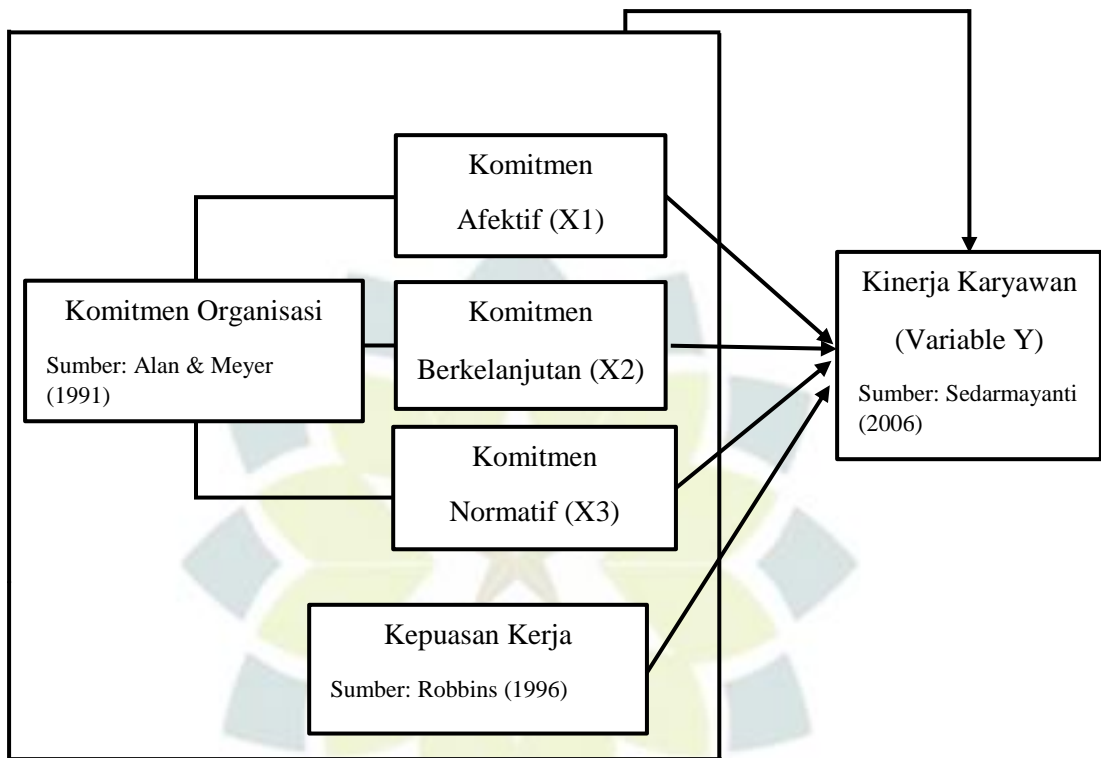 Komitmen
Afektif (X1)
Komitmen Organisasi
Sumber: Alan & Meyer
(1991)
Komitmen
Berkelanjutan (X2)
Komitmen
Normatif (X3)
Kepuasan Kerja
Sumber: Robbins (1996)
Kinerja Karyawan
(Variable Y)
Sumber: Sedarmayanti
(2006)